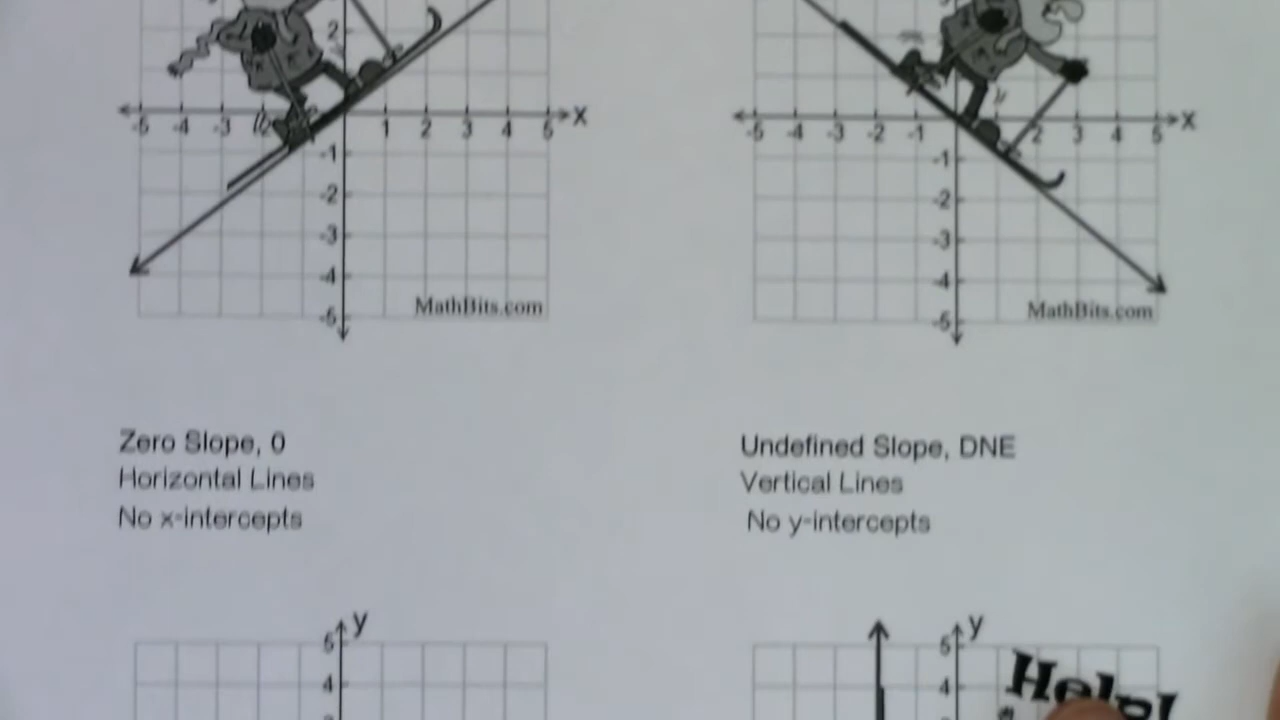 2
x
-5 -4 -3 1 2 3 4 5
-1
-2
-3
-4
-5
MathBits.com
x
-5 -4 -3 -2 -1 2 3 4 5
-1
-2
-3
-4
-5
MathBits.com
Zero Slope, 0
Horizontal Lines
No x-intercepts
Undefined Slope, DNE
Vertical Lines
No y-intercepts
y
5
4
y
5
4
Help!